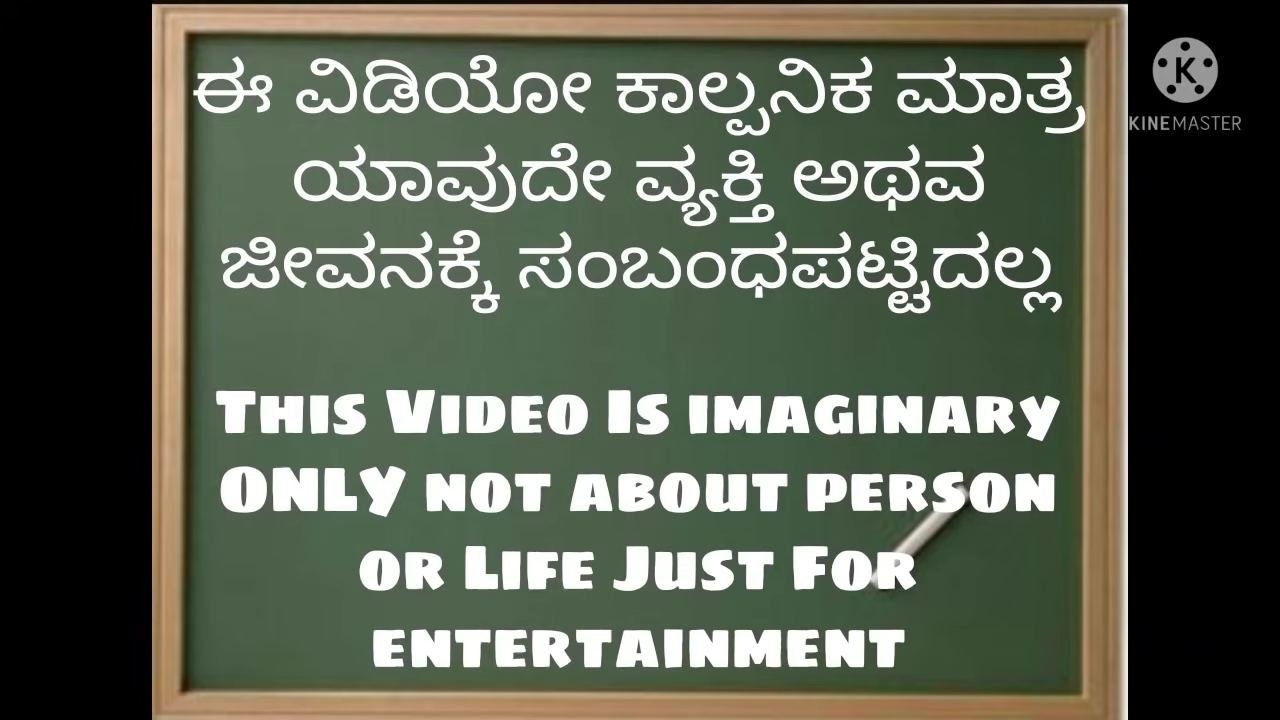 ಈ ವಿಡಿಯೋ ಕಾಲ್ಪನಿಕ ಮಾತ್ರ
ಯಾವುದೇ ವ್ಯಕ್ತಿ ಅಥವ
ಜೀವನಕ್ಕೆ ಸಂಬಂಧಪಟ್ಟಿದಲ್ಲ
This Video Is imaginary
ONLY not about person
or Life Just For
entertainment
K
KINEMASTER